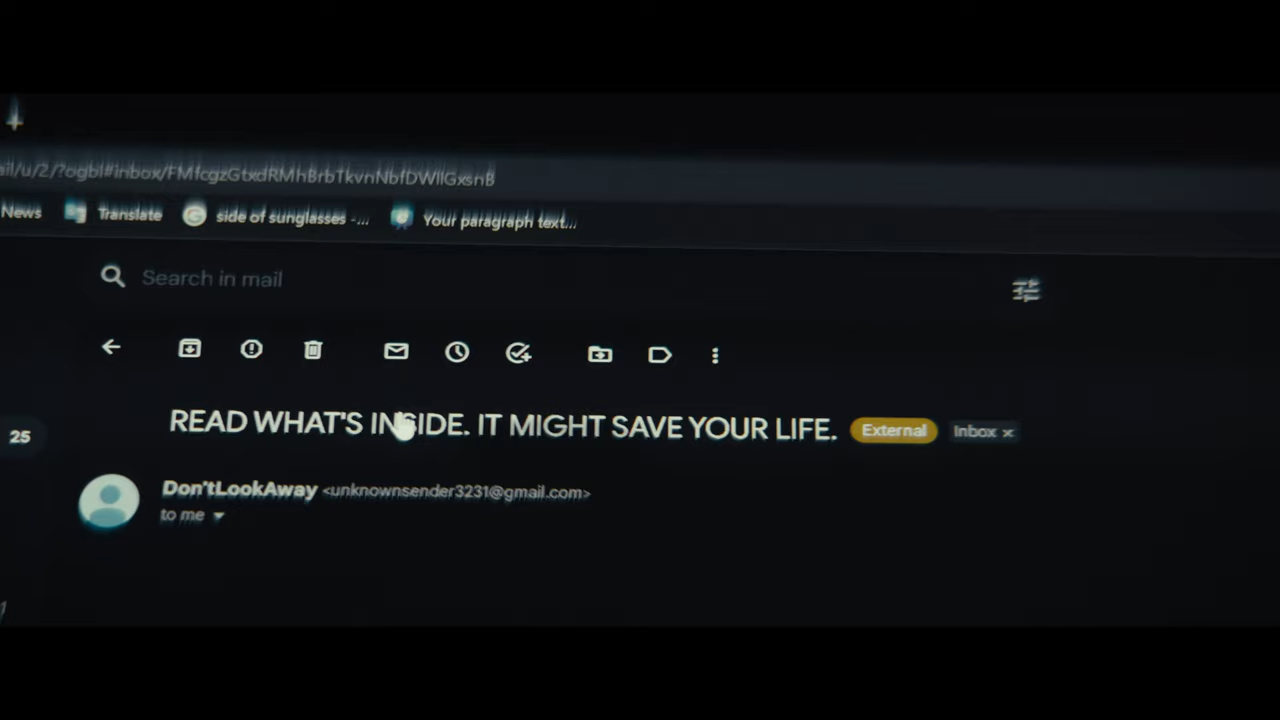 ail/u/2/?ogbl#inbox/FMfcgzGtxdRMhBrbTkvnNbfDWllGxsnB
News Translate side of sunglasses -... Your paragraph text...
Search in mail
READ WHAT'S INSIDE. IT MIGHT SAVE YOUR LIFE. External Inbox ×
25
Don'tLookAway <unknownsender3231@gmail.com>
to me